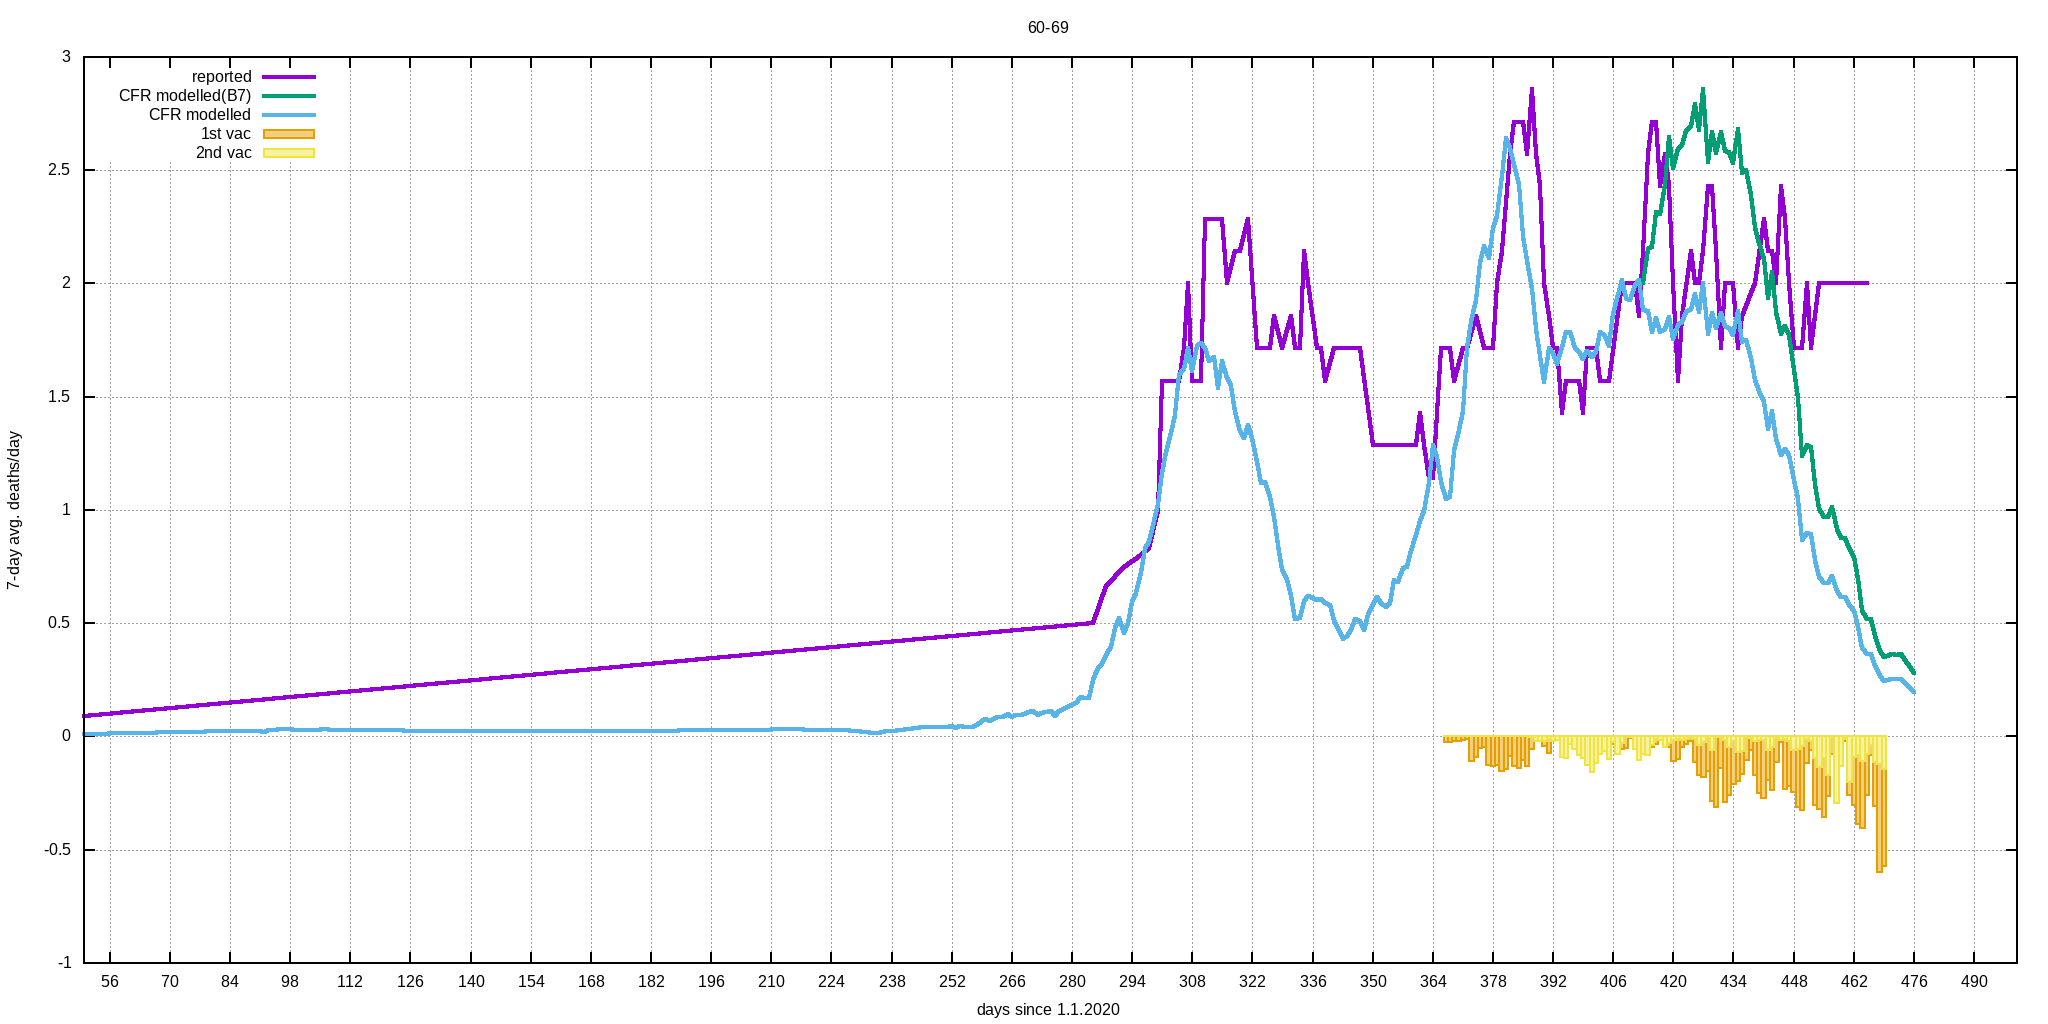 60-69
3
2.5
2
1.5
1
0.5
0
-0.5
-1
7-day avg. deaths/day
reported
CFR modelled(B7)
CFR modelled
1st vac
2nd vac
56 70 84 98 112 126 140 154 168 182 196 210 224 238 252 266 280 294 308 322 336 350 364 378 392 406 420 434 448 462 476 490
days since 1.1.2020